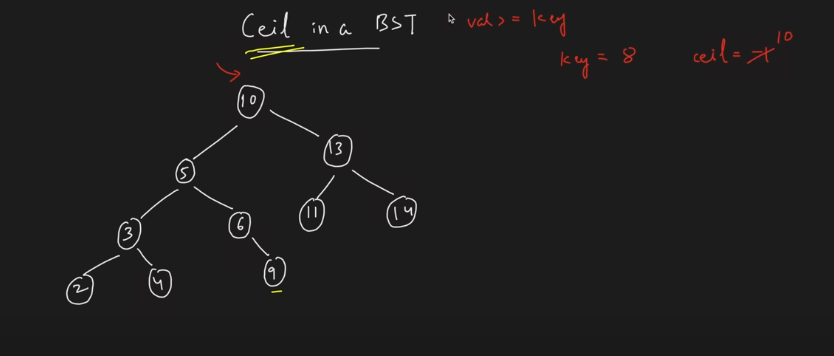 Ceil in a BST val >= key
key = 8 ceil = -1 10
10
5 13
3 6 11 14
2 4 9